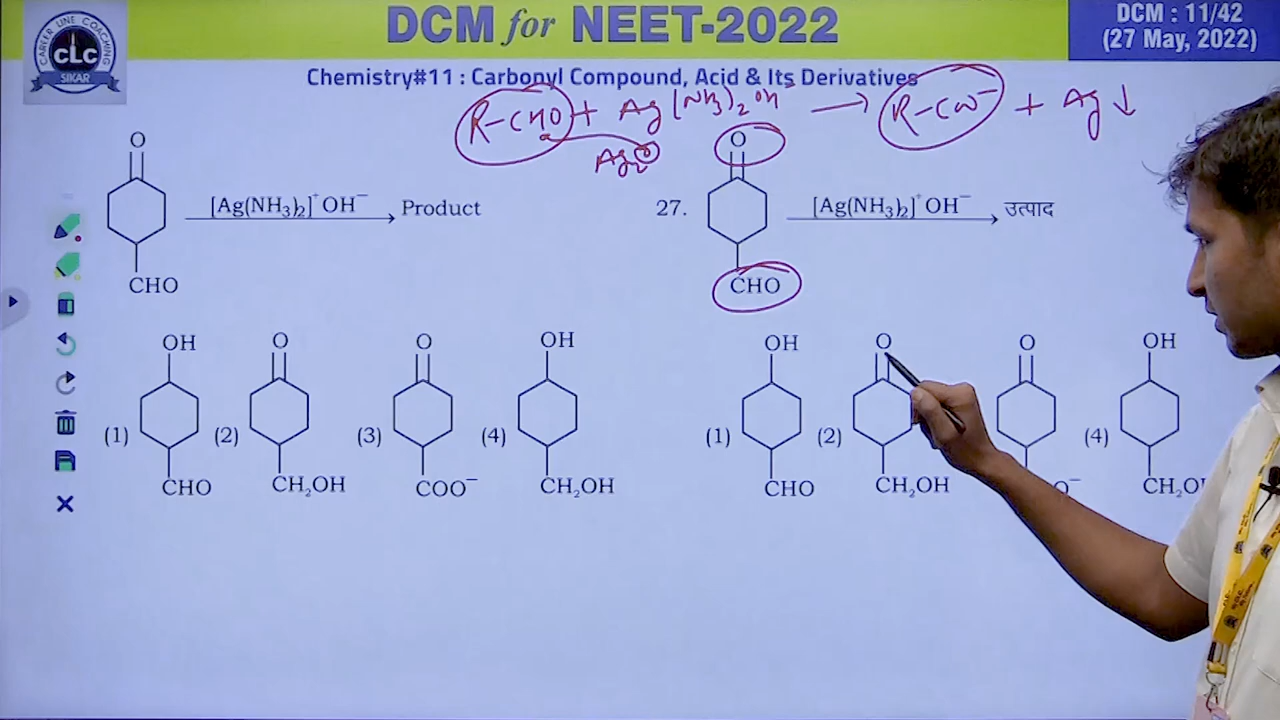 DCM for NEET-2022
DCM : 11/42
(27 May, 2022)
CAREER LINE COACHING
CLC
SIKAR
Chemistry#11 : Carbonyl Compound, Acid & Its Derivatives
R-CHO + Ag(NH3)2OH⁻ → R-COO⁻ + Ag ↓
Ag2O
O
[Ag(NH₃)₂]⁺OH⁻ Product
CHO
27.
O
[Ag(NH₃)₂]⁺OH⁻ उत्पाद
CHO
(1) OH CHO
(2) O CH₂OH
(3) O COO⁻
(4) OH CH₂OH
(1) OH CHO
(2) O CH₂OH
O O⁻
(4) OH CH₂O